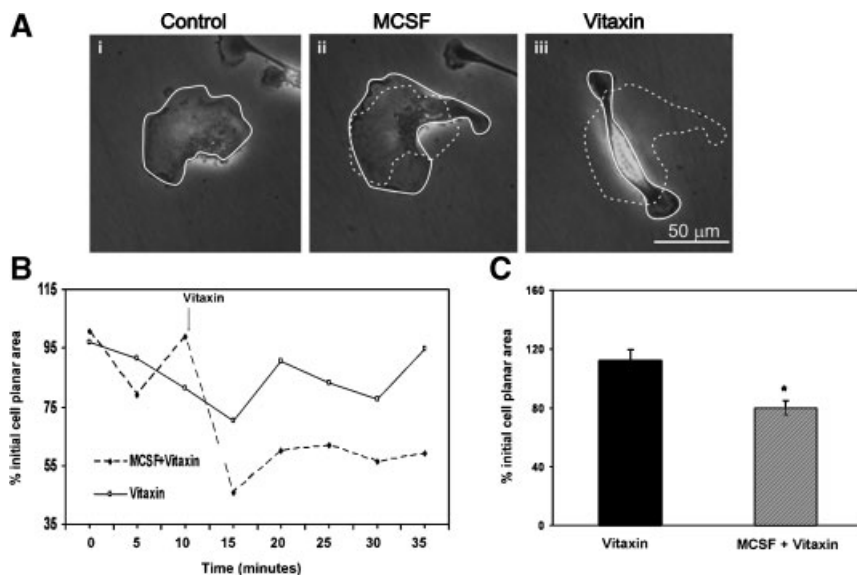 A
Control
MCSF
Vitaxin
i
ii
iii
50 μm
B
% initial cell planar area
115
95
75
55
35
Vitaxin
MCSF+Vitaxin
Vitaxin
0 5 10 15 20 25 30 35
Time (minutes)
C
% initial cell planar area
160
120
80
40
0
*
Vitaxin
MCSF + Vitaxin